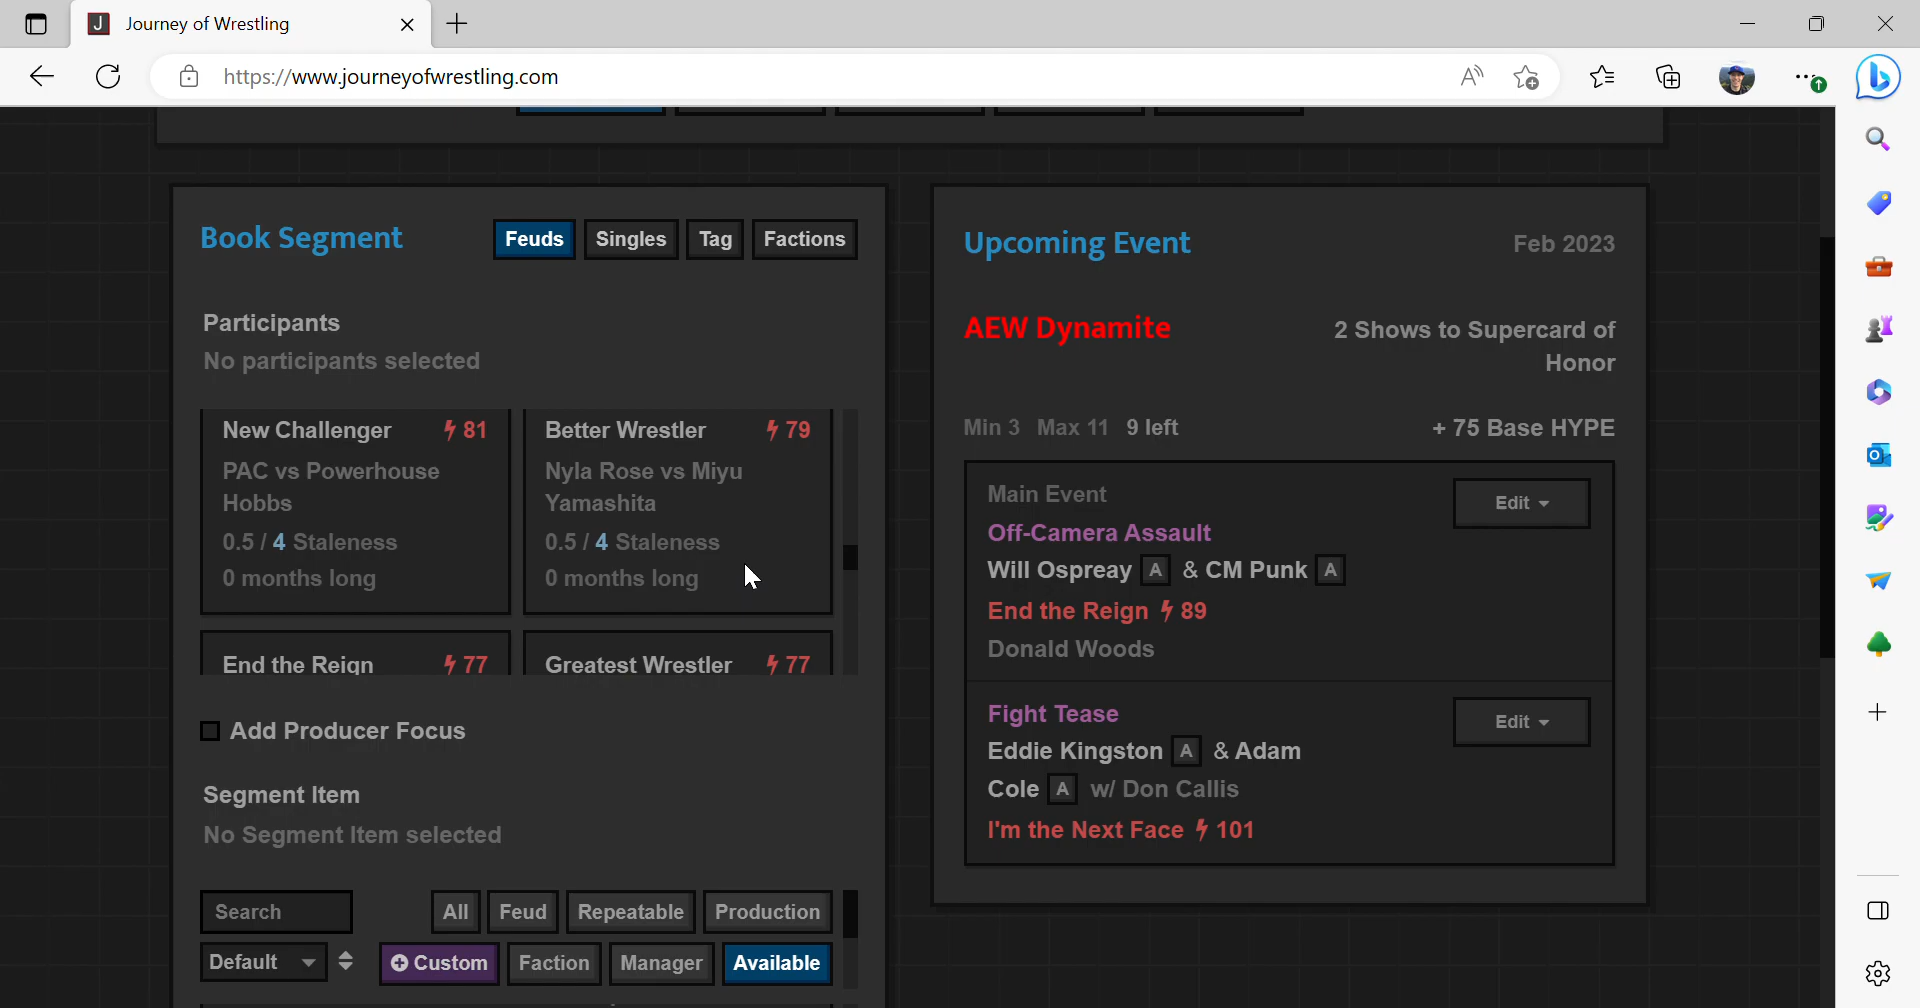 J Journey of Wrestling
https://www.journeyofwrestling.com
Book Segment
Feuds Singles Tag Factions
Participants
No participants selected
New Challenger 81
PAC vs Powerhouse
Hobbs
0.5 / 4 Staleness
0 months long
Better Wrestler 79
Nyla Rose vs Miyu
Yamashita
0.5 / 4 Staleness
0 months long
End the Reign 77
Greatest Wrestler 77
Add Producer Focus
Segment Item
No Segment Item selected
Search All Feud Repeatable Production
Default Custom Faction Manager Available
Upcoming Event Feb 2023
AEW Dynamite
2 Shows to Supercard of
Honor
Min 3 Max 11 9 left + 75 Base HYPE
Main Event
Edit
Off-Camera Assault
Will Ospreay A & CM Punk A
End the Reign 89
Donald Woods
Fight Tease
Edit
Eddie Kingston A & Adam
Cole A w/ Don Callis
I'm the Next Face 101